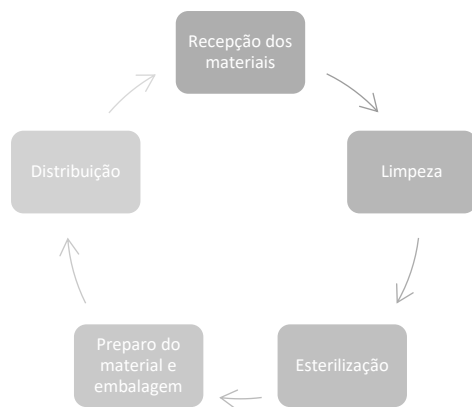 Recepção dos
materiais
Limpeza
Esterilização
Preparo do
material e
embalagem
Distribuição